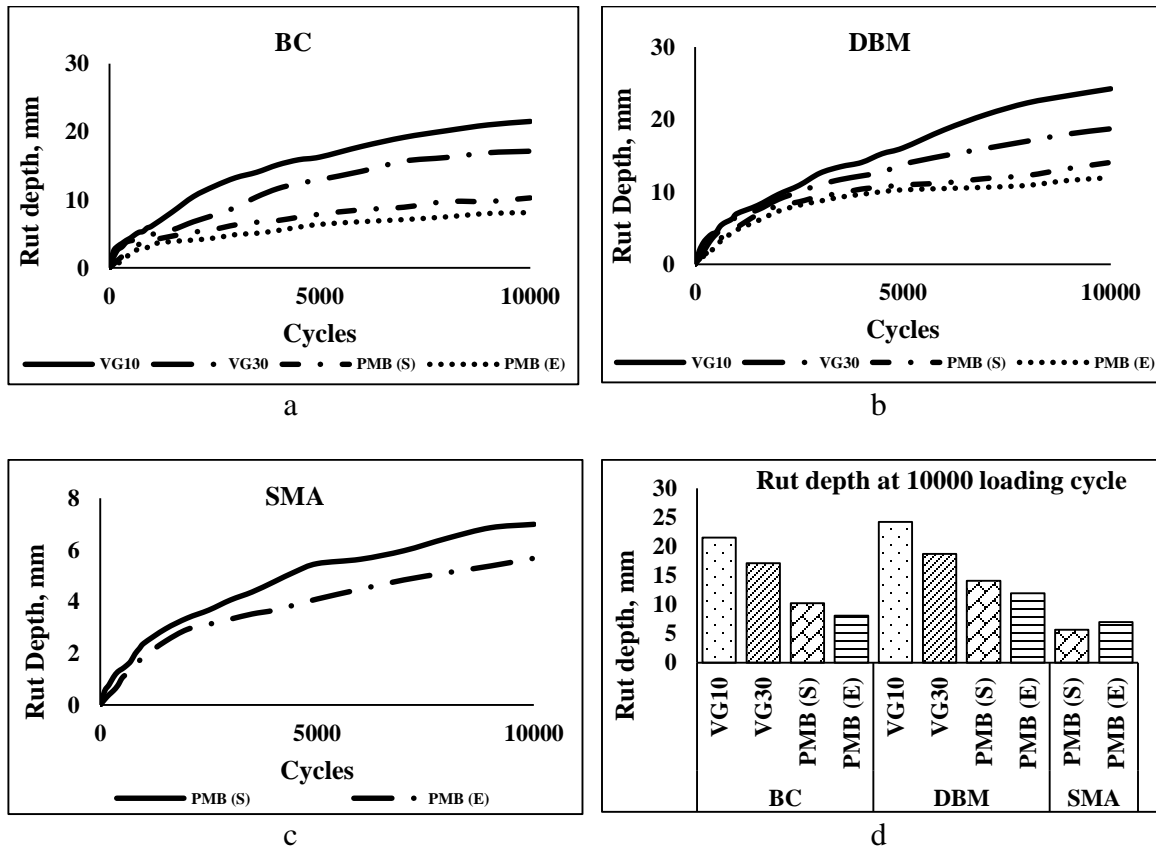 BC
30
20
10
0
Rut depth, mm
0 5000 10000
Cycles
VG10 VG30 PMB (S) PMB (E)
a
DBM
30
20
10
0
Rut Depth, mm
0 5000 10000
Cycles
VG10 VG30 PMB (S) PMB (E)
b
SMA
8
6
4
2
0
Rut Depth, mm
0 5000 10000
Cycles
PMB (S) PMB (E)
c
Rut depth at 10000 loading cycle
30
25
20
15
10
5
0
Rut depth, mm
VG10
VG30
PMB (S)
PMB (E)
VG10
VG30
PMB (S)
PMB (E)
PMB (S)
PMB (E)
BC DBM SMA
d